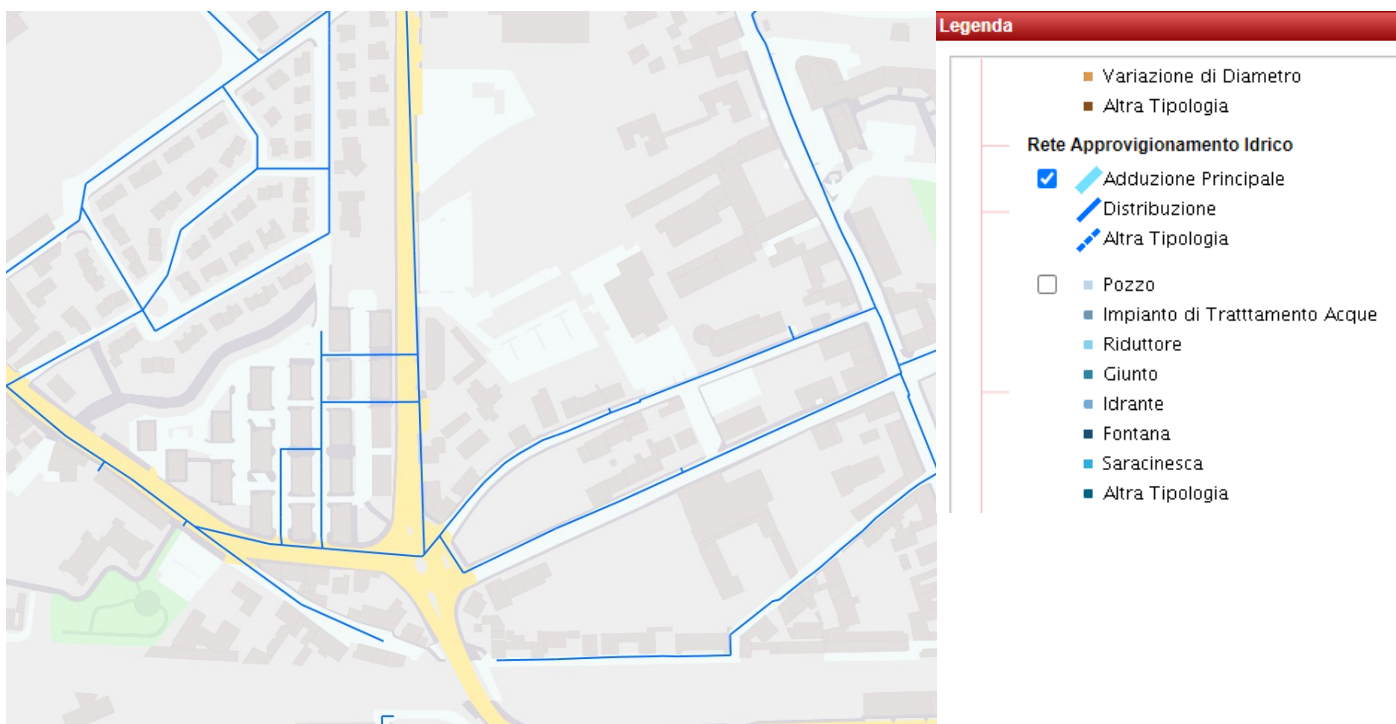 Legenda
Variazione di Diametro
Altra Tipologia
Rete Approvigionamento Idrico
Adduzione Principale
Distribuzione
Altra Tipologia
Pozzo
Impianto di Tratttamento Acque
Riduttore
Giunto
Idrante
Fontana
Saracinesca
Altra Tipologia